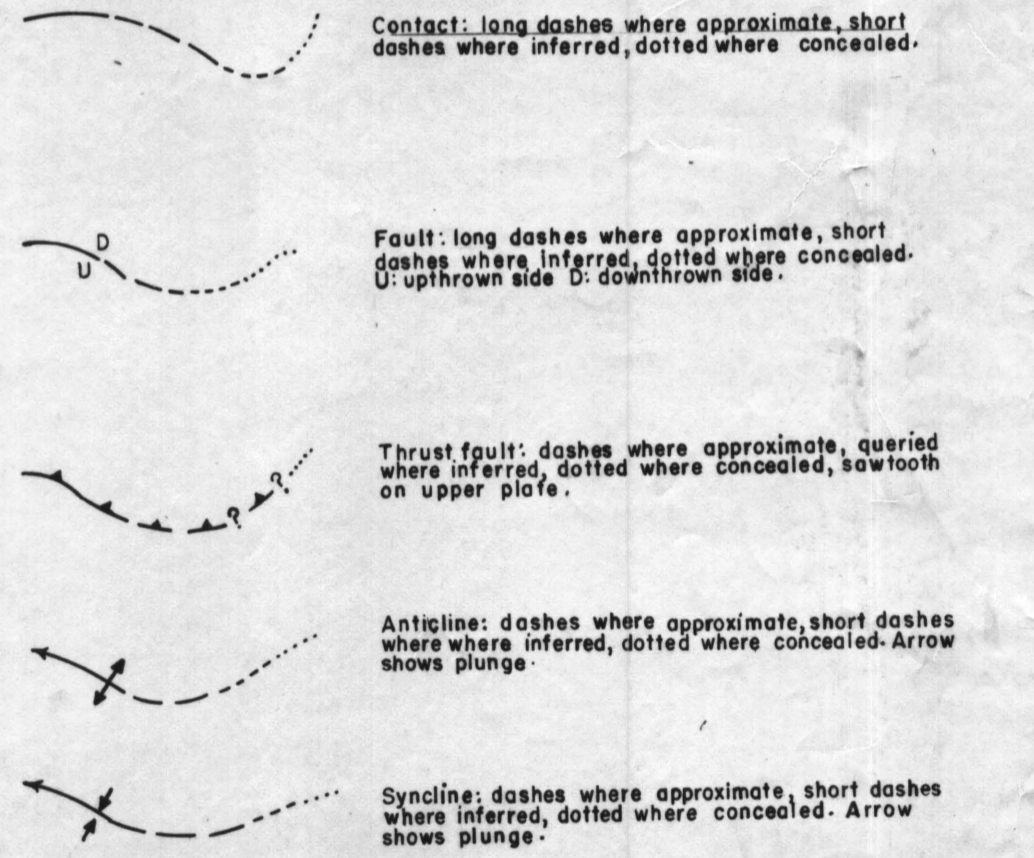 Contact: long dashes where approximate, short
dashes where inferred, dotted where concealed.
D
U
Fault: long dashes where approximate, short
dashes where inferred, dotted where concealed.
U: upthrown side D: downthrown side.
Thrust fault: dashes where approximate, queried
where inferred, dotted where concealed, sawtooth
on upper plate.
?
?
Anticline: dashes where approximate, short dashes
where where inferred, dotted where concealed. Arrow
shows plunge.
Syncline: dashes where approximate, short dashes
where inferred, dotted where concealed. Arrow
shows plunge.